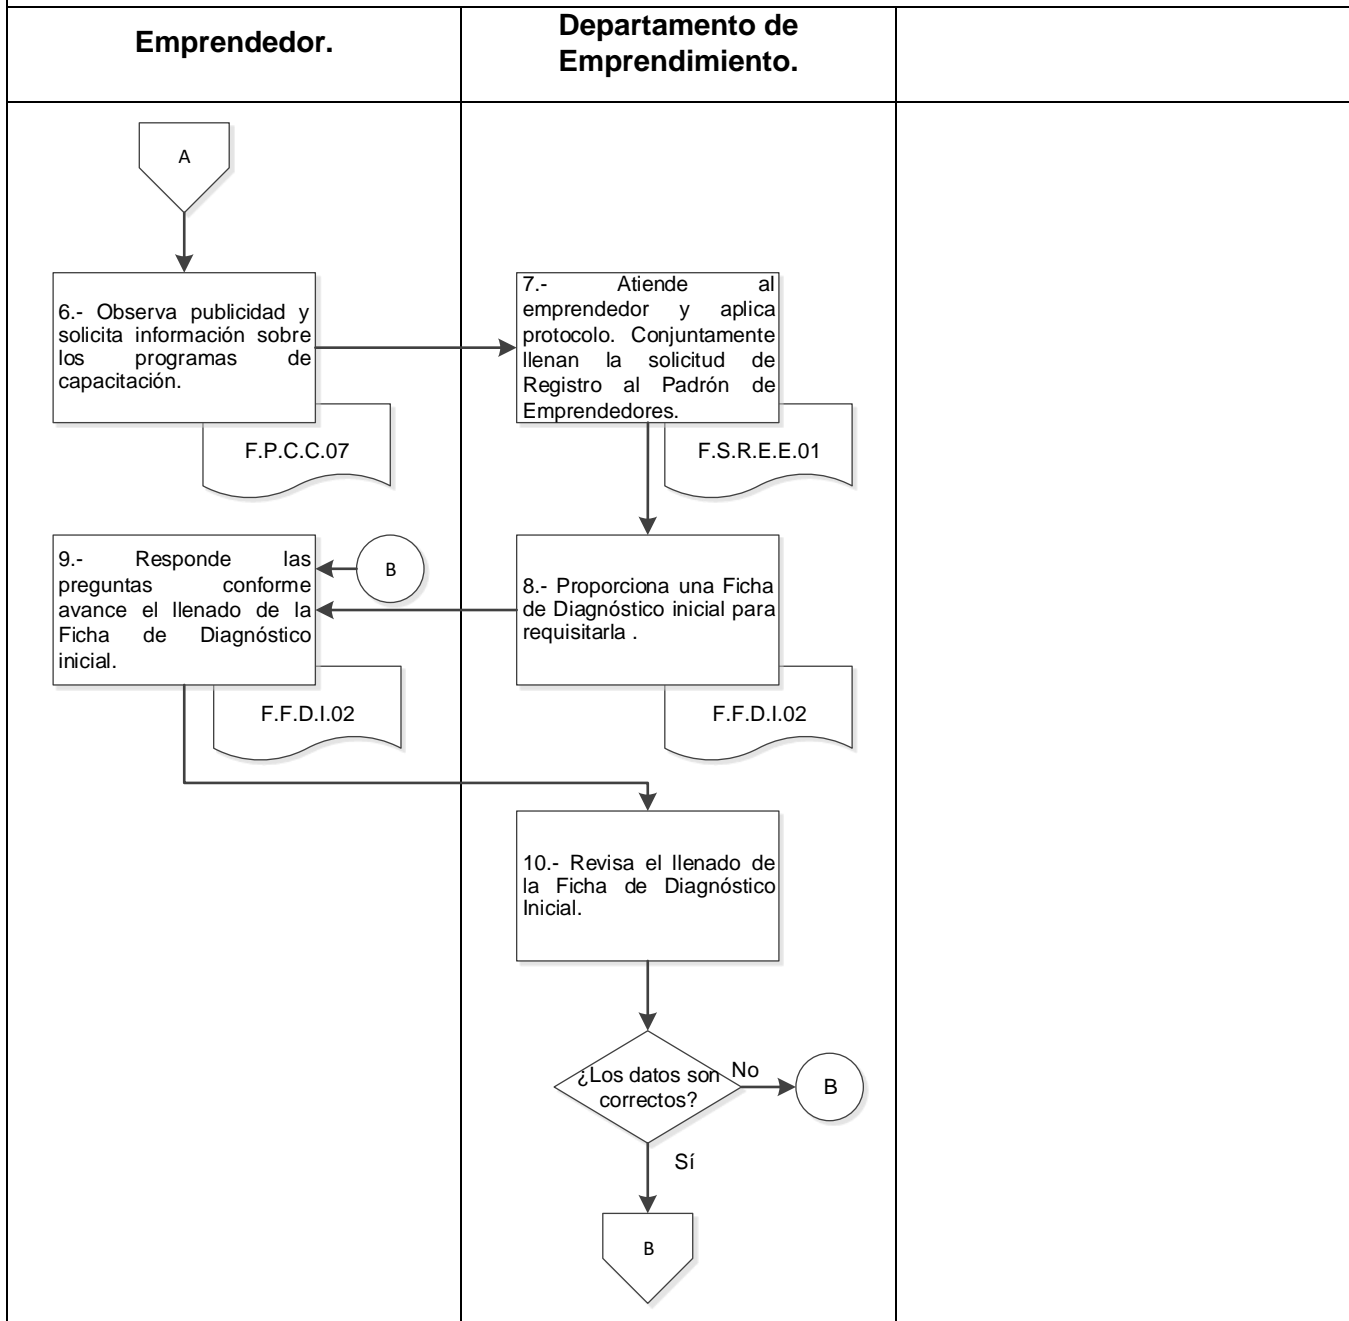 Emprendedor.
Departamento de
Emprendimiento.
A
6.- Observa publicidad y
solicita información sobre
los programas de
capacitación.
F.P.C.C.07
7.- Atiende al
emprendedor y aplica
protocolo. Conjuntamente
llenan la solicitud de
Registro al Padrón de
Emprendedores.
F.S.R.E.E.01
8.- Proporciona una Ficha
de Diagnóstico inicial para
requisitarla .
F.F.D.I.02
9.- Responde las
preguntas conforme
avance el llenado de la
Ficha de Diagnóstico
inicial.
B
F.F.D.I.02
10.- Revisa el llenado de
la Ficha de Diagnóstico
Inicial.
¿Los datos son
correctos?
No
B
Sí
B